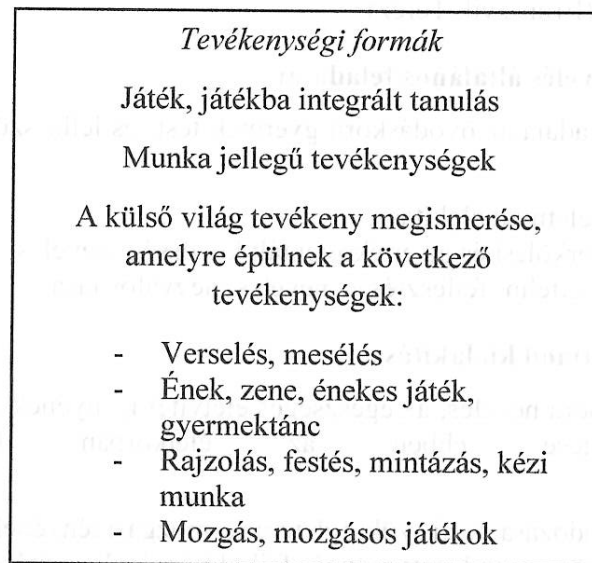 Tevékenységi formák
Játék, játékba integrált tanulás
Munka jellegű tevékenységek
A külső világ tevékeny megismerése,
amelyre épülnek a következő
tevékenységek:
- Verselés, mesélés
- Ének, zene, énekes játék,
gyermektánc
- Rajzolás, festés, mintázás, kézi
munka
- Mozgás, mozgásos játékok